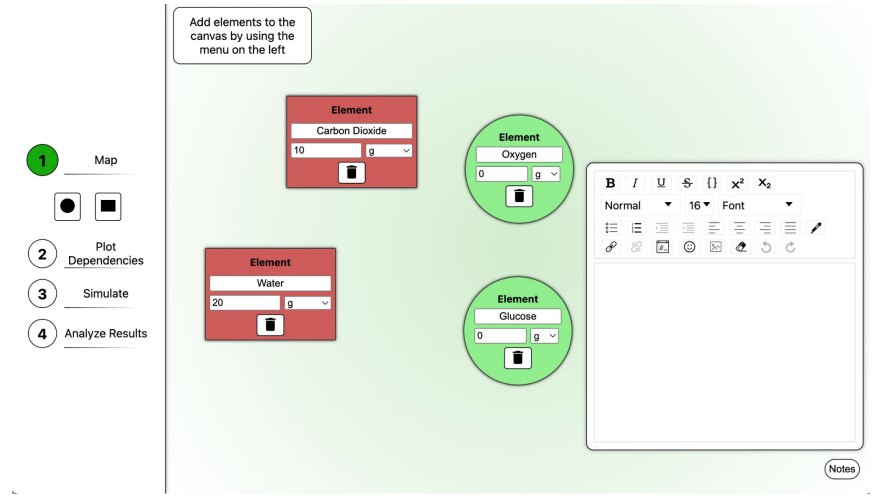 Add elements to the
canvas by using the
menu on the left
1 Map
2 Plot
Dependencies
3 Simulate
4 Analyze Results
Element
Carbon Dioxide
10 g
Element
Oxygen
0 g
Element
Water
20 g
Element
Glucose
0 g
B I U S {} X² X₂
Normal 16 Font
Notes